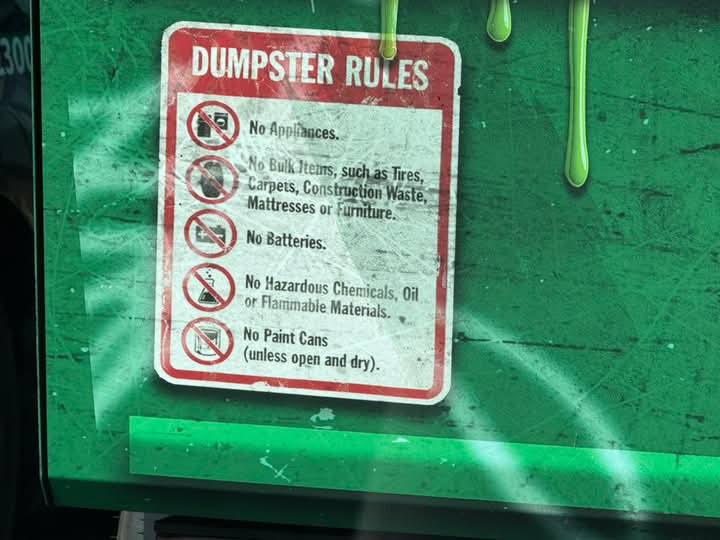 DUMPSTER RULES
No Appliances.
No Bulk Items, such as Tires,
Carpets, Construction Waste,
Mattresses or Furniture.
No Batteries.
No Hazardous Chemicals, Oil
or Flammable Materials.
No Paint Cans
(unless open and dry).